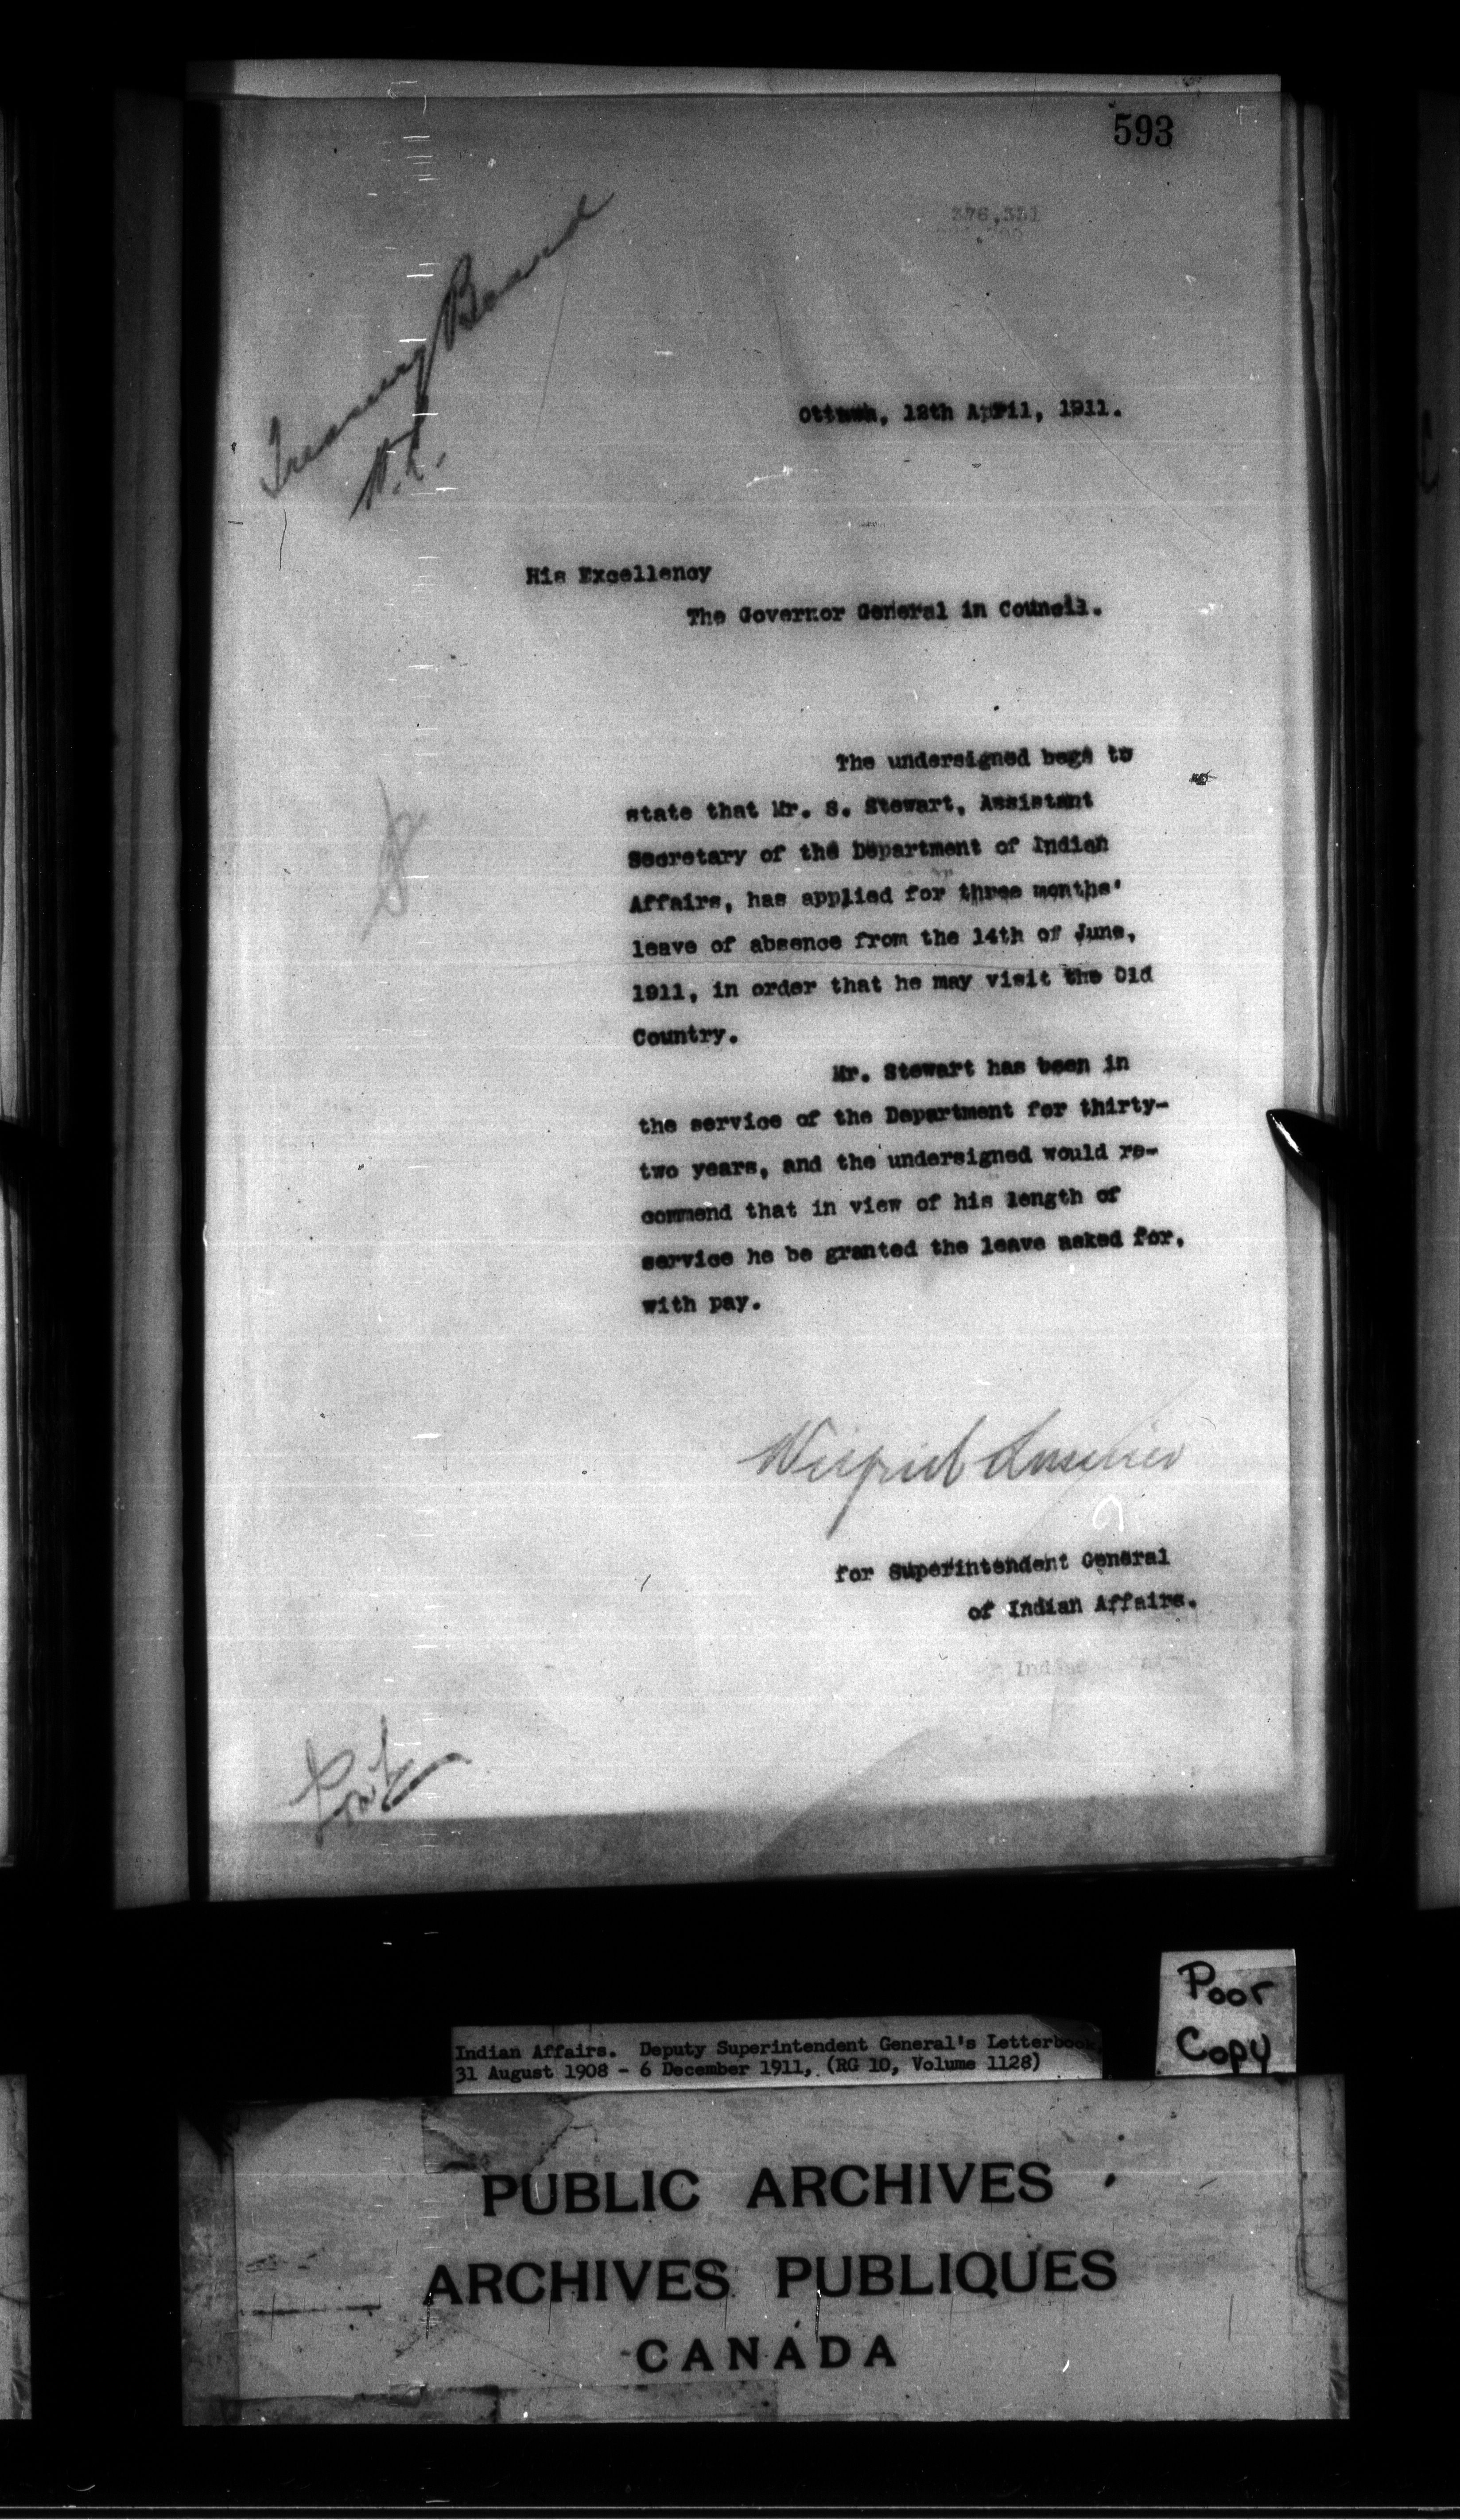 593
Treasury Board
Ottawa, 12th April, 1911.
His Excellency
The Governor General in Council.
The undersigned begs to
state that Mr. S. Stewart, Assistant
Secretary of the Department of Indian
Affairs, has applied for three months'
leave of absence from the 14th of June,
1911, in order that he may visit the Old
Country.
Mr. Stewart has been in
the service of the Department for thirty-
two years, and the undersigned would re-
commend that in view of his length of
service he be granted the leave asked for,
with pay.
Wilfrid Laurier
for Superintendent General
of Indian Affairs.
Poor
Copy
Indian Affairs. Deputy Superintendent General's Letterbook,
31 August 1908 - 6 December 1911, (RG 10, Volume 1128)
PUBLIC ARCHIVES
ARCHIVES PUBLIQUES
CANADA